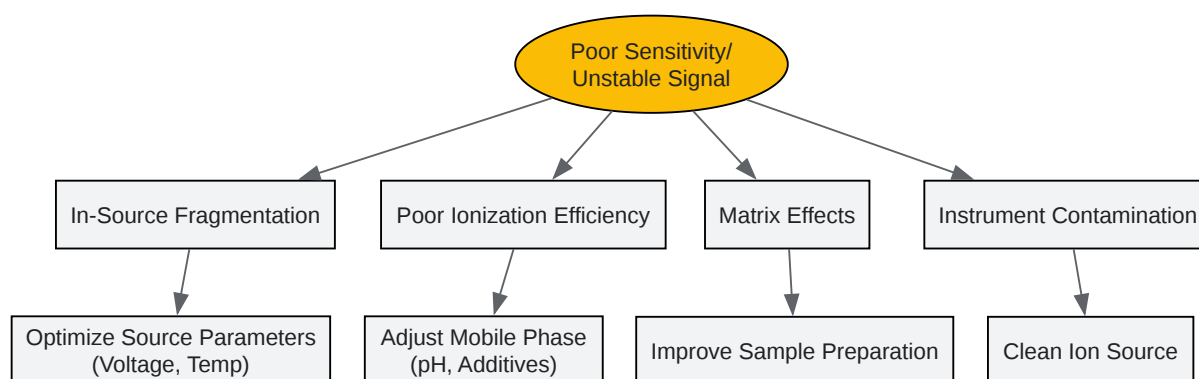 Poor Sensitivity/
Unstable Signal
In-Source Fragmentation
Poor Ionization Efficiency
Matrix Effects
Instrument Contamination
Optimize Source Parameters
(Voltage, Temp)
Adjust Mobile Phase
(pH, Additives)
Improve Sample Preparation
Clean Ion Source